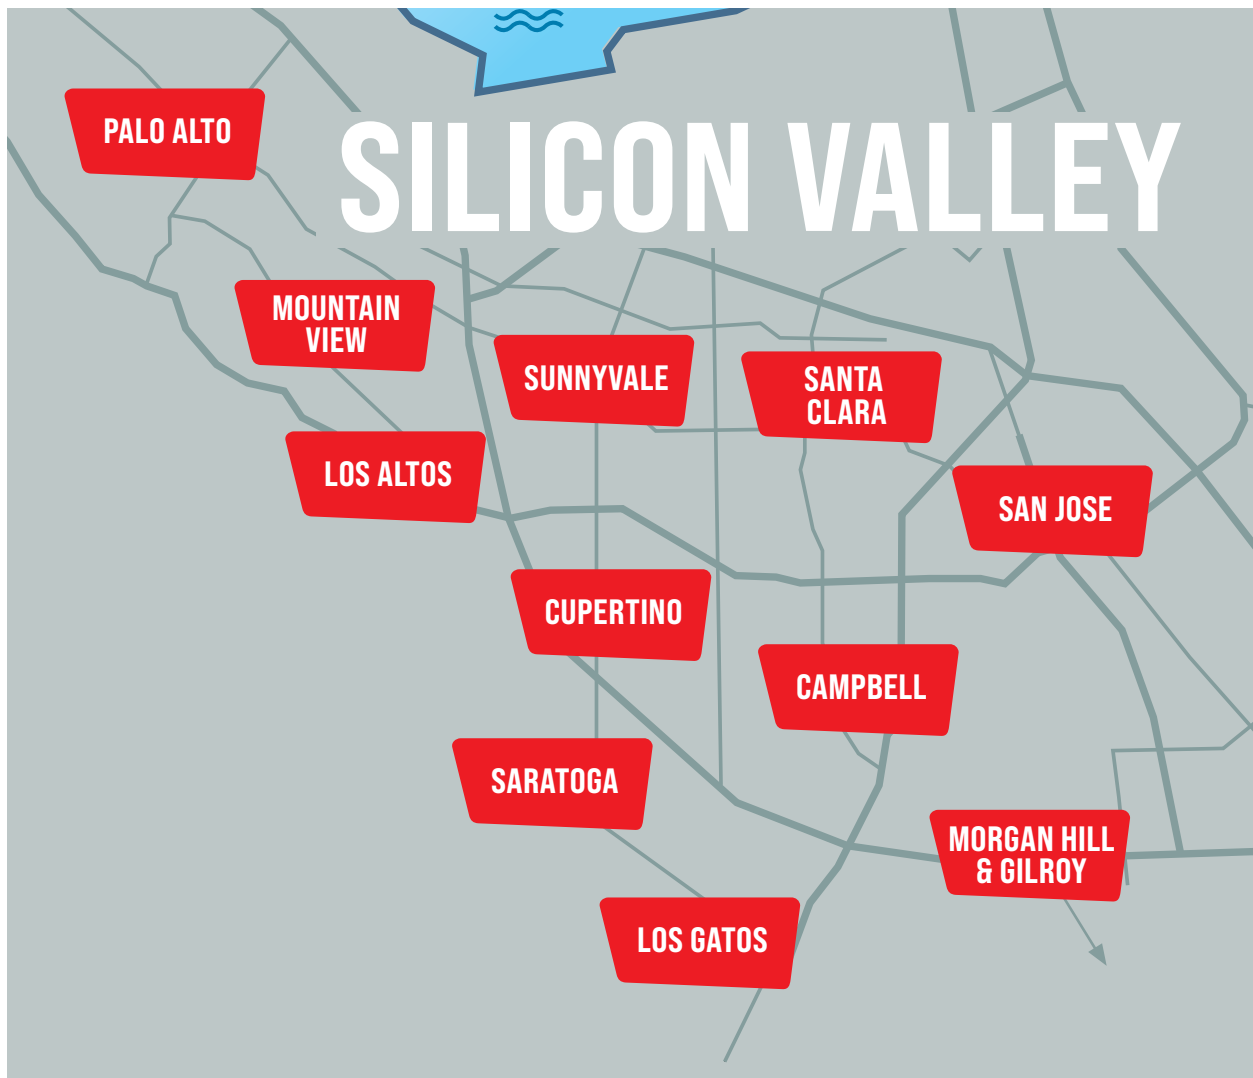 PALO ALTO
SILICON VALLEY
MOUNTAIN
VIEW
SUNNYVALE
SANTA
CLARA
LOS ALTOS
SAN JOSE
CUPERTINO
CAMPBELL
SARATOGA
MORGAN HILL
& GILROY
LOS GATOS